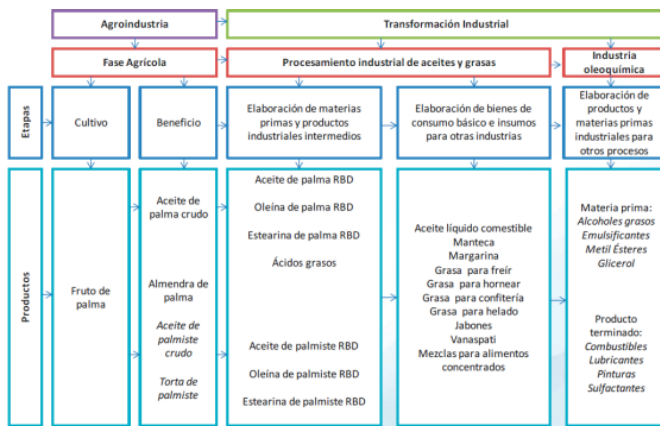 Agroindustria
Transformación Industrial
Fase Agrícola
Procesamiento industrial de aceites y grasas
Industria
oleoquímica
Etapas
Cultivo
Beneficio
Elaboración de materias
primas y productos
industriales intermedios
Elaboración de bienes de
consumo básico e insumos
para otras industrias
Elaboración de
productos y
materias primas
industriales para
otros procesos
Productos
Fruto de
palma
Aceite de
palma crudo
Almendra de
palma
Aceite de
palmiste
crudo
Torta de
palmiste
Aceite de palma RBD
Oleína de palma RBD
Estearina de palma RBD
Ácidos grasos
Aceite de palmiste RBD
Oleína de palmiste RBD
Estearina de palmiste RBD
Aceite líquido comestible
Manteca
Margarina
Grasa para freír
Grasa para hornear
Grasa para confitería
Grasa para helado
Jabones
Vanaspati
Mezclas para alimentos
concentrados
Materia prima:
Alcoholes grasos
Emulsificantes
Metil Ésteres
Glicerol
Producto
terminado:
Combustibles
Lubricantes
Pinturas
Sulfactantes